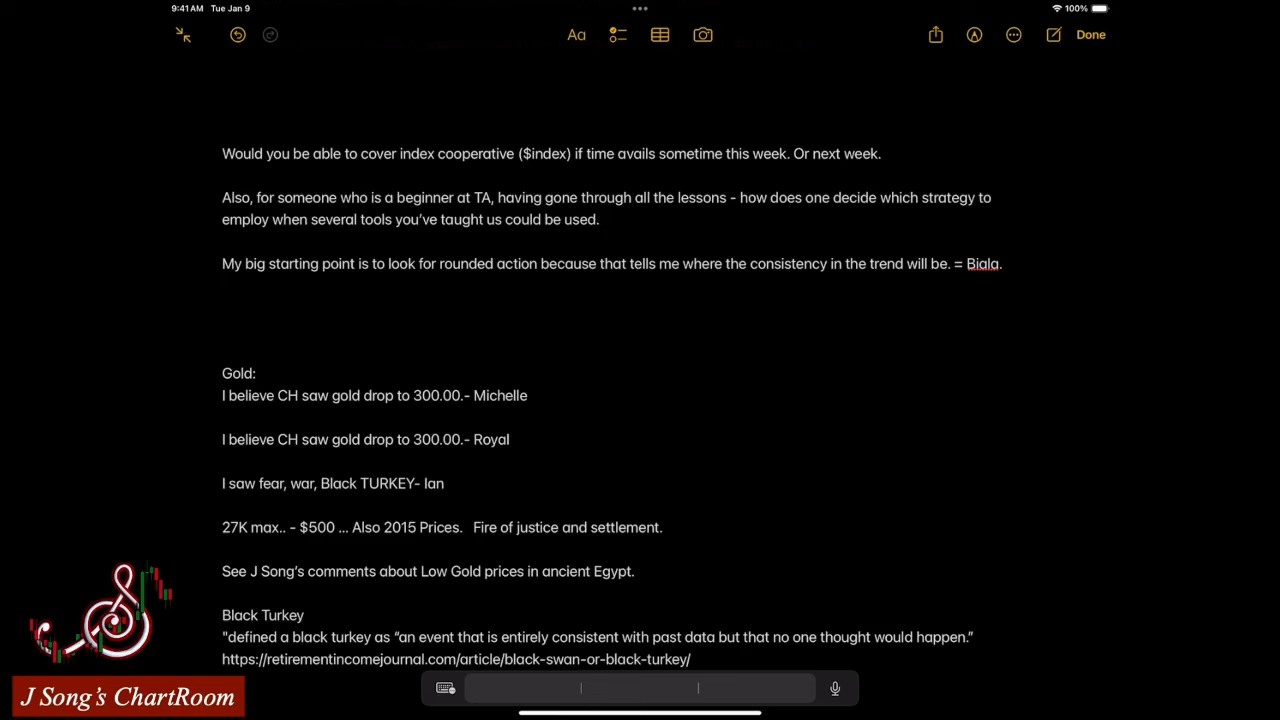 9:41 AM Tue Jan 9
100%
Aa
Done
Would you be able to cover index cooperative ($index) if time avails sometime this week. Or next week.
Also, for someone who is a beginner at TA, having gone through all the lessons - how does one decide which strategy to
employ when several tools you’ve taught us could be used.
My big starting point is to look for rounded action because that tells me where the consistency in the trend will be. = Biala.
Gold:
I believe CH saw gold drop to 300.00.- Michelle
I believe CH saw gold drop to 300.00.- Royal
I saw fear, war, Black TURKEY- Ian
27K max.. - $500 ... Also 2015 Prices. Fire of justice and settlement.
See J Song’s comments about Low Gold prices in ancient Egypt.
Black Turkey
"defined a black turkey as “an event that is entirely consistent with past data but that no one thought would happen.”
https://retirementincomejournal.com/article/black-swan-or-black-turkey/
J Song’s ChartRoom